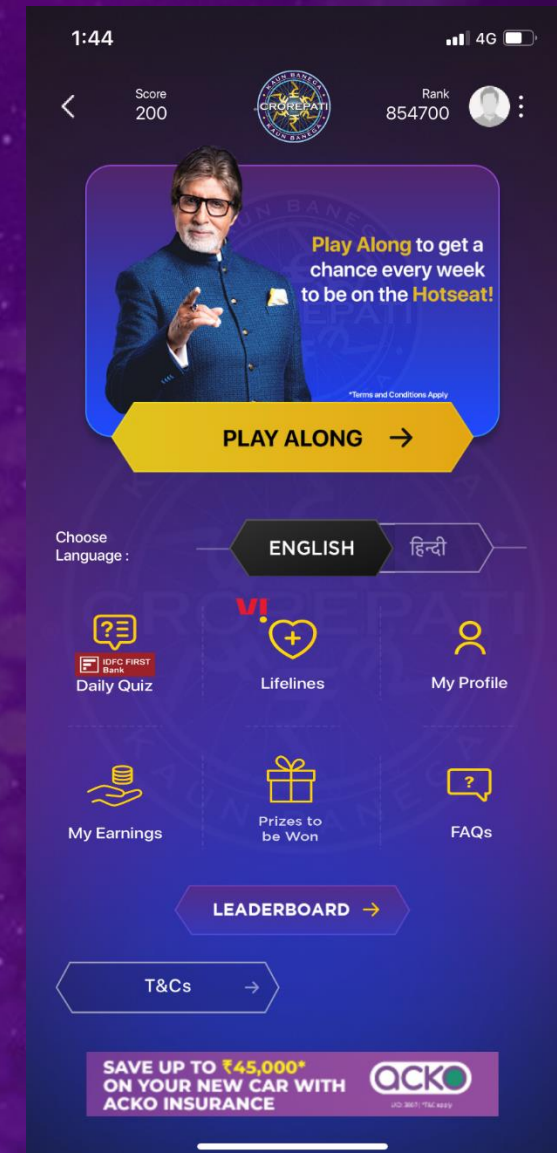 1:44
4G
Score
200
KAUN BANEGA
CROREPATI
KAUN BANEGA
Rank
854700
Play Along to get a
chance every week
to be on the Hotseat!
*Terms and Conditions Apply
PLAY ALONG →
Choose
Language :
ENGLISH
हिन्दी
V!
?
IDFC FIRST
Bank
Daily Quiz
Lifelines
My Profile
My Earnings
Prizes to
be Won
?
FAQs
LEADERBOARD →
T&Cs →
SAVE UP TO ₹45,000*
ON YOUR NEW CAR WITH
ACKO INSURANCE
acko